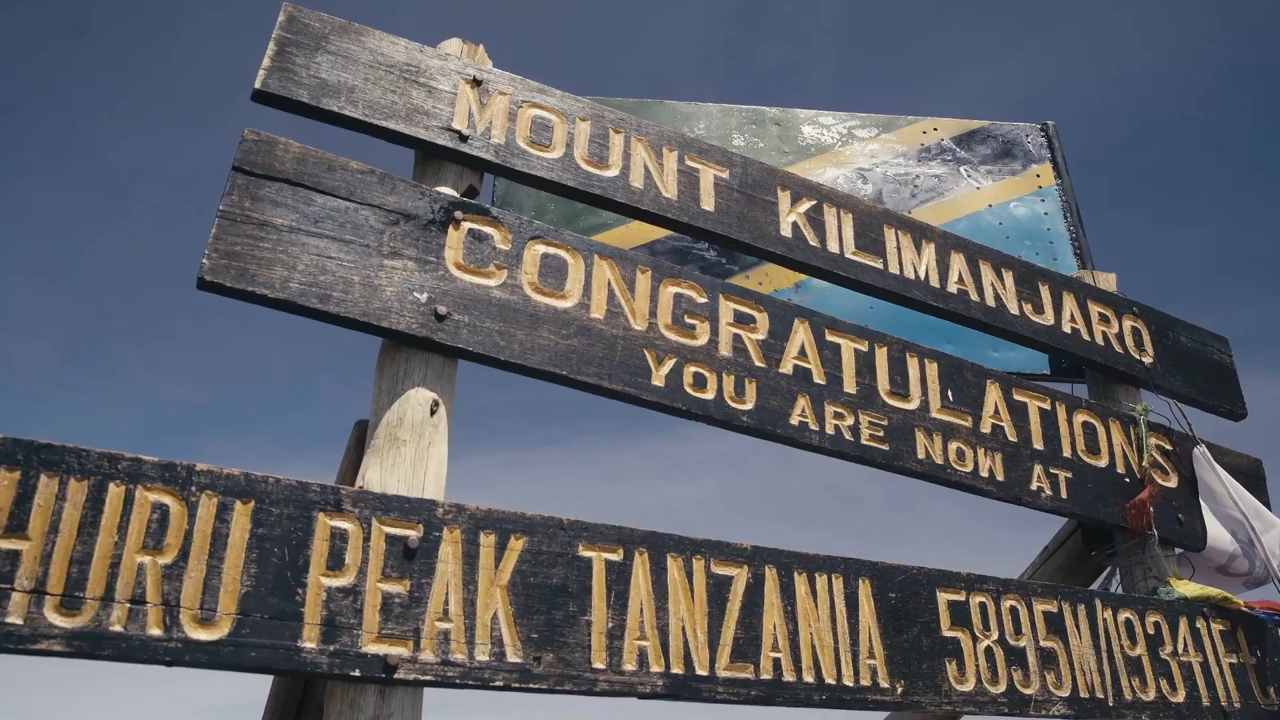 MOUNT KILIMANJARO
CONGRATULATIONS
YOU ARE NOW AT
HURU PEAK. TANZANIA. 5895M/19341Ft